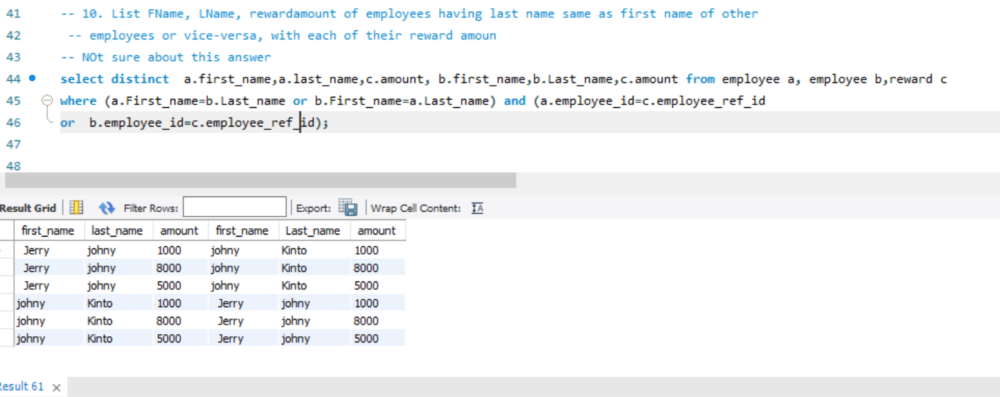 41 -- 10. List FName, LName, rewardamount of employees having last name same as first name of other
42 -- employees or vice-versa, with each of their reward amoun
43 -- NOt sure about this answer
44 select distinct a.first_name,a.last_name,c.amount, b.first_name,b.Last_name,c.amount from employee a, employee b,reward c
45 where (a.First_name=b.Last_name or b.First_name=a.Last_name) and (a.employee_id=c.employee_ref_id
46 or b.employee_id=c.employee_ref_id);
47
48
Result Grid Filter Rows: Export: Wrap Cell Content: IA
first_name last_name amount first_name Last_name amount
Jerry johny 1000 johny Kinto 1000
Jerry johny 8000 johny Kinto 8000
Jerry johny 5000 johny Kinto 5000
johny Kinto 1000 Jerry johny 1000
johny Kinto 8000 Jerry johny 8000
johny Kinto 5000 Jerry johny 5000
Result 61